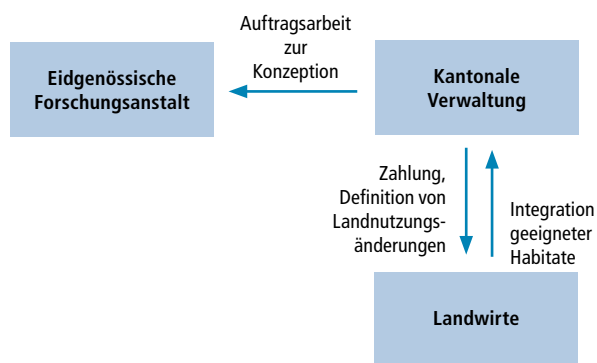 Auftragsarbeit
zur
Konzeption
Eidgenössische
Forschungsanstalt
Kantonale
Verwaltung
Zahlung,
Definition von
Landnutzungs-
änderungen
Integration
geeigneter
Habitate
Landwirte